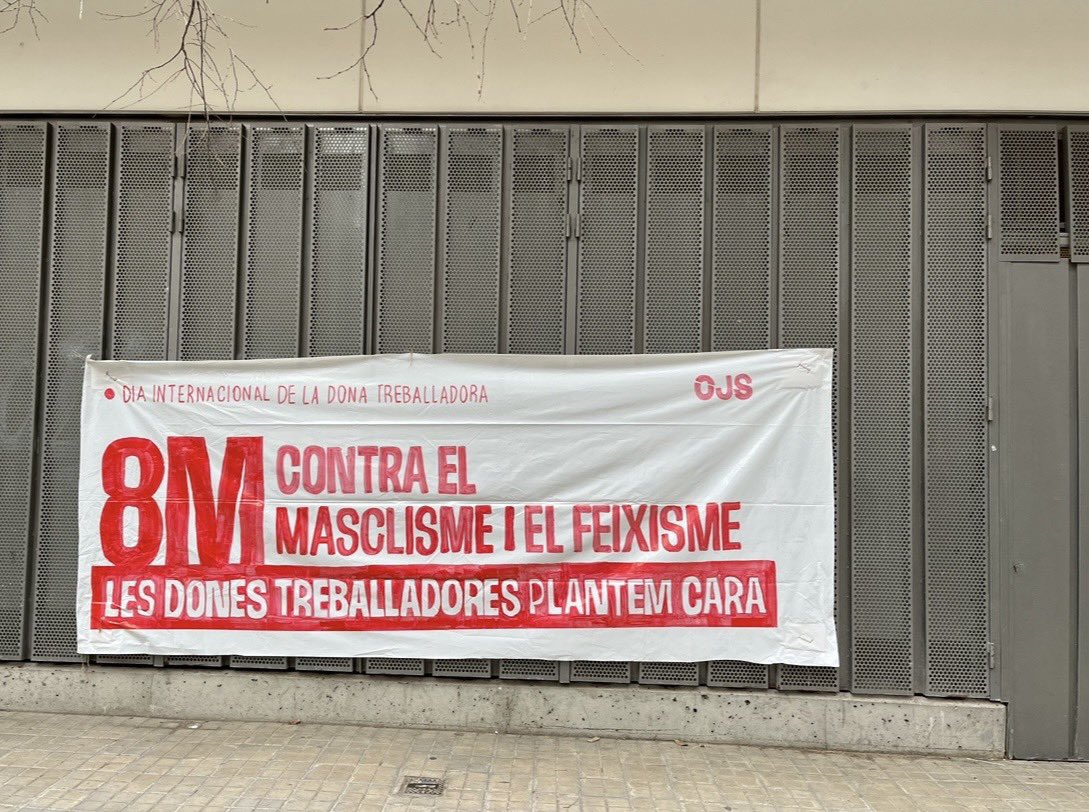 DIA INTERNACIONAL DE LA DONA TREBALLADORA
OJS
8M
CONTRA EL
MASCLISME I EL FEIXISME
LES DONES TREBALLADORES PLANTEM CARA